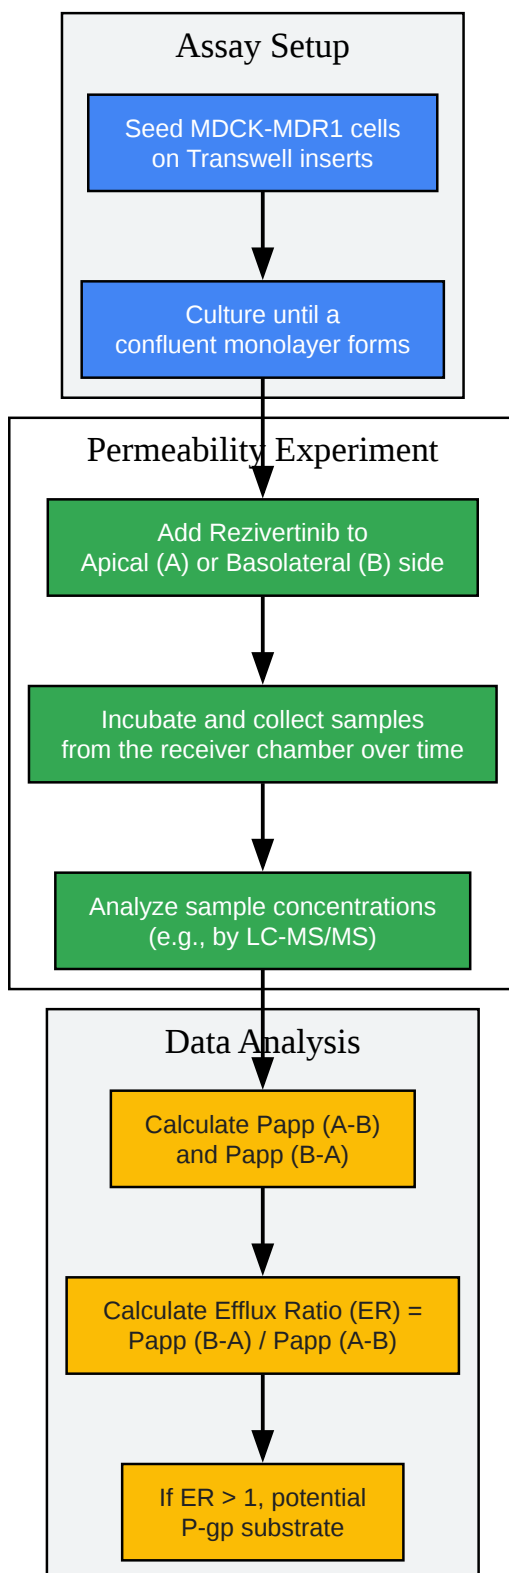 Assay Setup
Seed MDCK-MDR1 cells
on Transwell inserts
Culture until a
confluent monolayer forms
Permeability Experiment
Add Rezivertinib to
Apical (A) or Basolateral (B) side
Incubate and collect samples
from the receiver chamber over time
Analyze sample concentrations
(e.g., by LC-MS/MS)
Data Analysis
Calculate Papp (A-B)
and Papp (B-A)
Calculate Efflux Ratio (ER) =
Papp (B-A) / Papp (A-B)
If ER > 1, potential
P-gp substrate